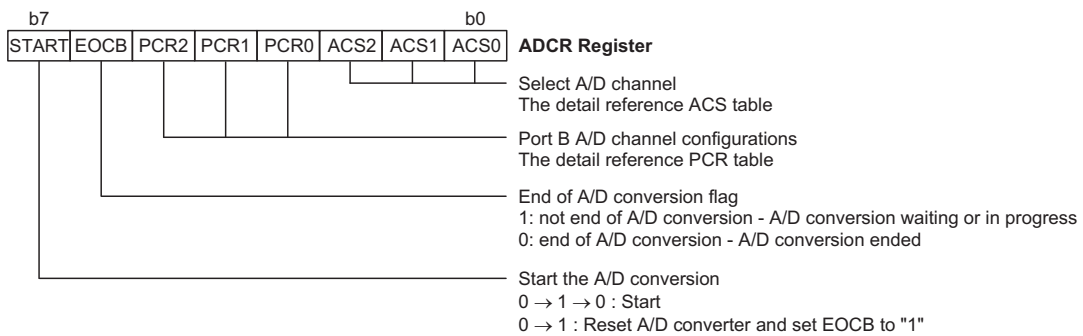 b7 b0
START EOCB PCR2 PCR1 PCR0 ACS2 ACS1 ACS0 ADCR Register
Select A/D channel
The detail reference ACS table
Port B A/D channel configurations
The detail reference PCR table
End of A/D conversion flag
1: not end of A/D conversion - A/D conversion waiting or in progress
0: end of A/D conversion - A/D conversion ended
Start the A/D conversion
0 → 1 → 0 : Start
0 → 1 : Reset A/D converter and set EOCB to "1"